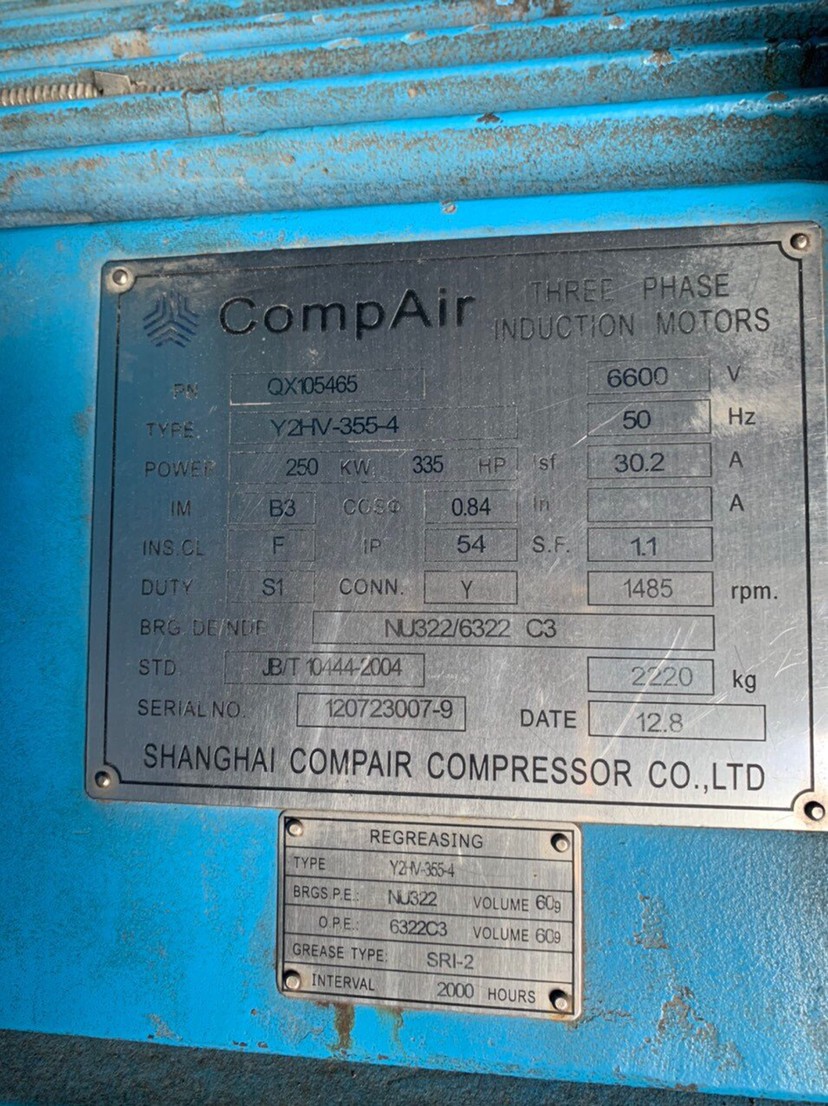 CompAir THREE PHASE
INDUCTION MOTORS
PN QX105465 6600 V
TYPE Y2HV-355-4 50 Hz
POWER 250 KW 335 HP Isf 30.2 A
IM B3 COSΦ 0.84 In A
INS.CL F IP 54 S.F. 1.1
DUTY S1 CONN. Y 1485 rpm.
BRG. DE/NDE NU322/6322 C3
STD JB/T 10444-2004 2220 kg
SERIAL NO. 120723007-9 DATE 12.8
SHANGHAI COMPAIR COMPRESSOR CO.,LTD
REGREASING
TYPE Y2HV-355-4
BRGS P.E.: NU322 VOLUME 60g
O.P.E.: 6322C3 VOLUME 60g
GREASE TYPE: SRI-2
INTERVAL 2000 HOURS